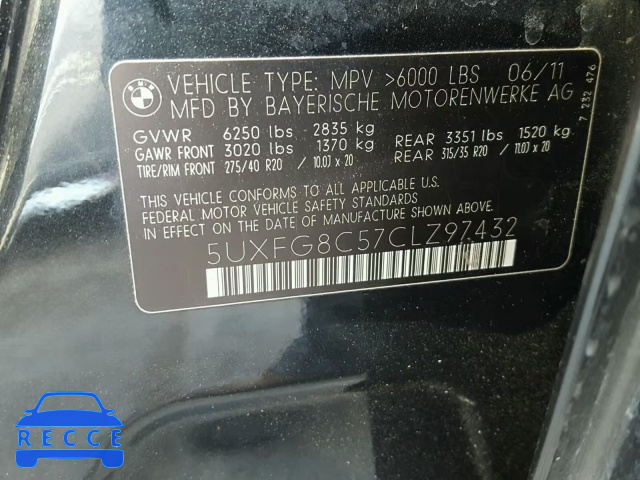 BMW
VEHICLE TYPE: MPV >6000 LBS 06/11
MFD BY BAYERISCHE MOTORENWERKE AG
GVWR 6250 lbs 2835 kg
GAWR FRONT 3020 lbs 1370 kg REAR 3351 lbs 1520 kg
TIRE/RIM FRONT 275/40 R20 / 10.0J x 20 REAR 315/35 R20 / 11.0J x 20
THIS VEHICLE CONFORMS TO ALL APPLICABLE U.S.
FEDERAL MOTOR VEHICLE SAFETY STANDARDS IN
EFFECT ON THE DATE OF MANUFACTURE SHOWN ABOVE.
5UXFG8C57CLZ97432
7 232 476
RECCE